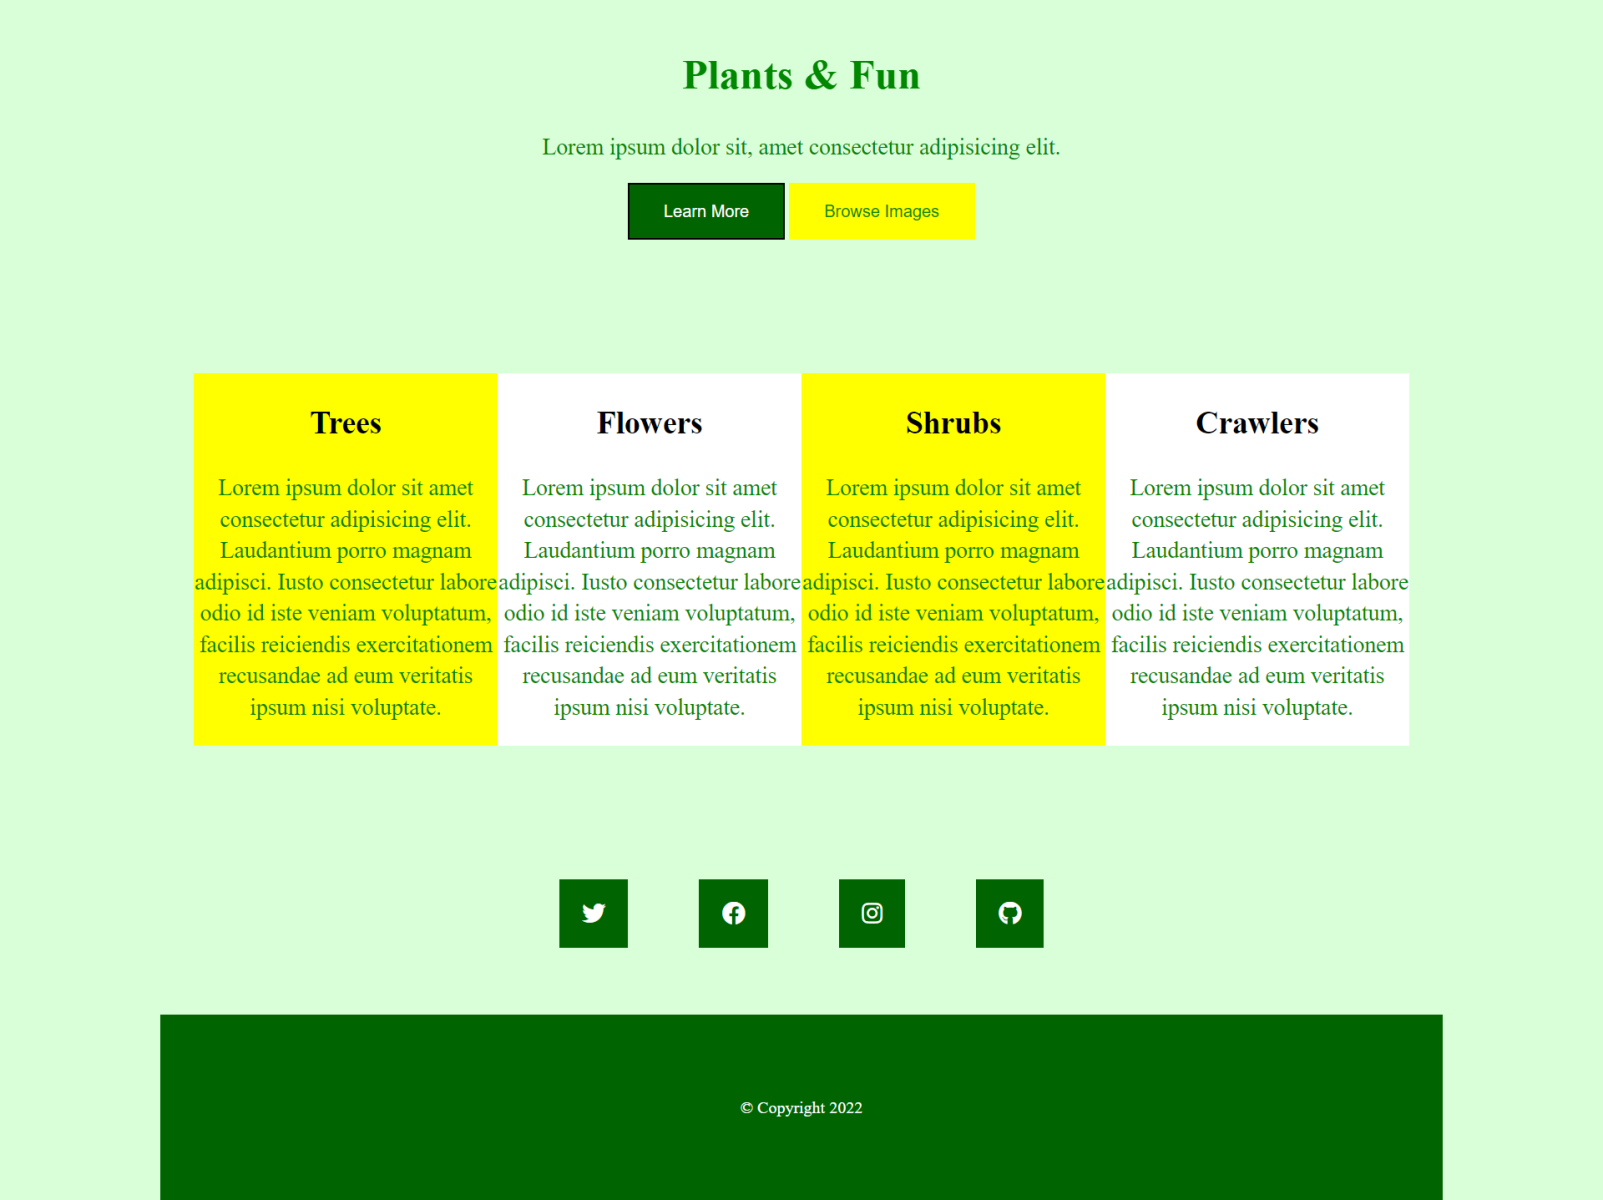 Plants & Fun
Lorem ipsum dolor sit, amet consectetur adipisicing elit.
Learn More
Browse Images
Trees
Lorem ipsum dolor sit amet
consectetur adipisicing elit.
Laudantium porro magnam
adipisci. Iusto consectetur labore
odio id iste veniam voluptatum,
facilis reiciendis exercitationem
recusandae ad eum veritatis
ipsum nisi voluptate.
Flowers
Lorem ipsum dolor sit amet
consectetur adipisicing elit.
Laudantium porro magnam
adipisci. Iusto consectetur labore
odio id iste veniam voluptatum,
facilis reiciendis exercitationem
recusandae ad eum veritatis
ipsum nisi voluptate.
Shrubs
Lorem ipsum dolor sit amet
consectetur adipisicing elit.
Laudantium porro magnam
adipisci. Iusto consectetur labore
odio id iste veniam voluptatum,
facilis reiciendis exercitationem
recusandae ad eum veritatis
ipsum nisi voluptate.
Crawlers
Lorem ipsum dolor sit amet
consectetur adipisicing elit.
Laudantium porro magnam
adipisci. Iusto consectetur labore
odio id iste veniam voluptatum,
facilis reiciendis exercitationem
recusandae ad eum veritatis
ipsum nisi voluptate.
© Copyright 2022